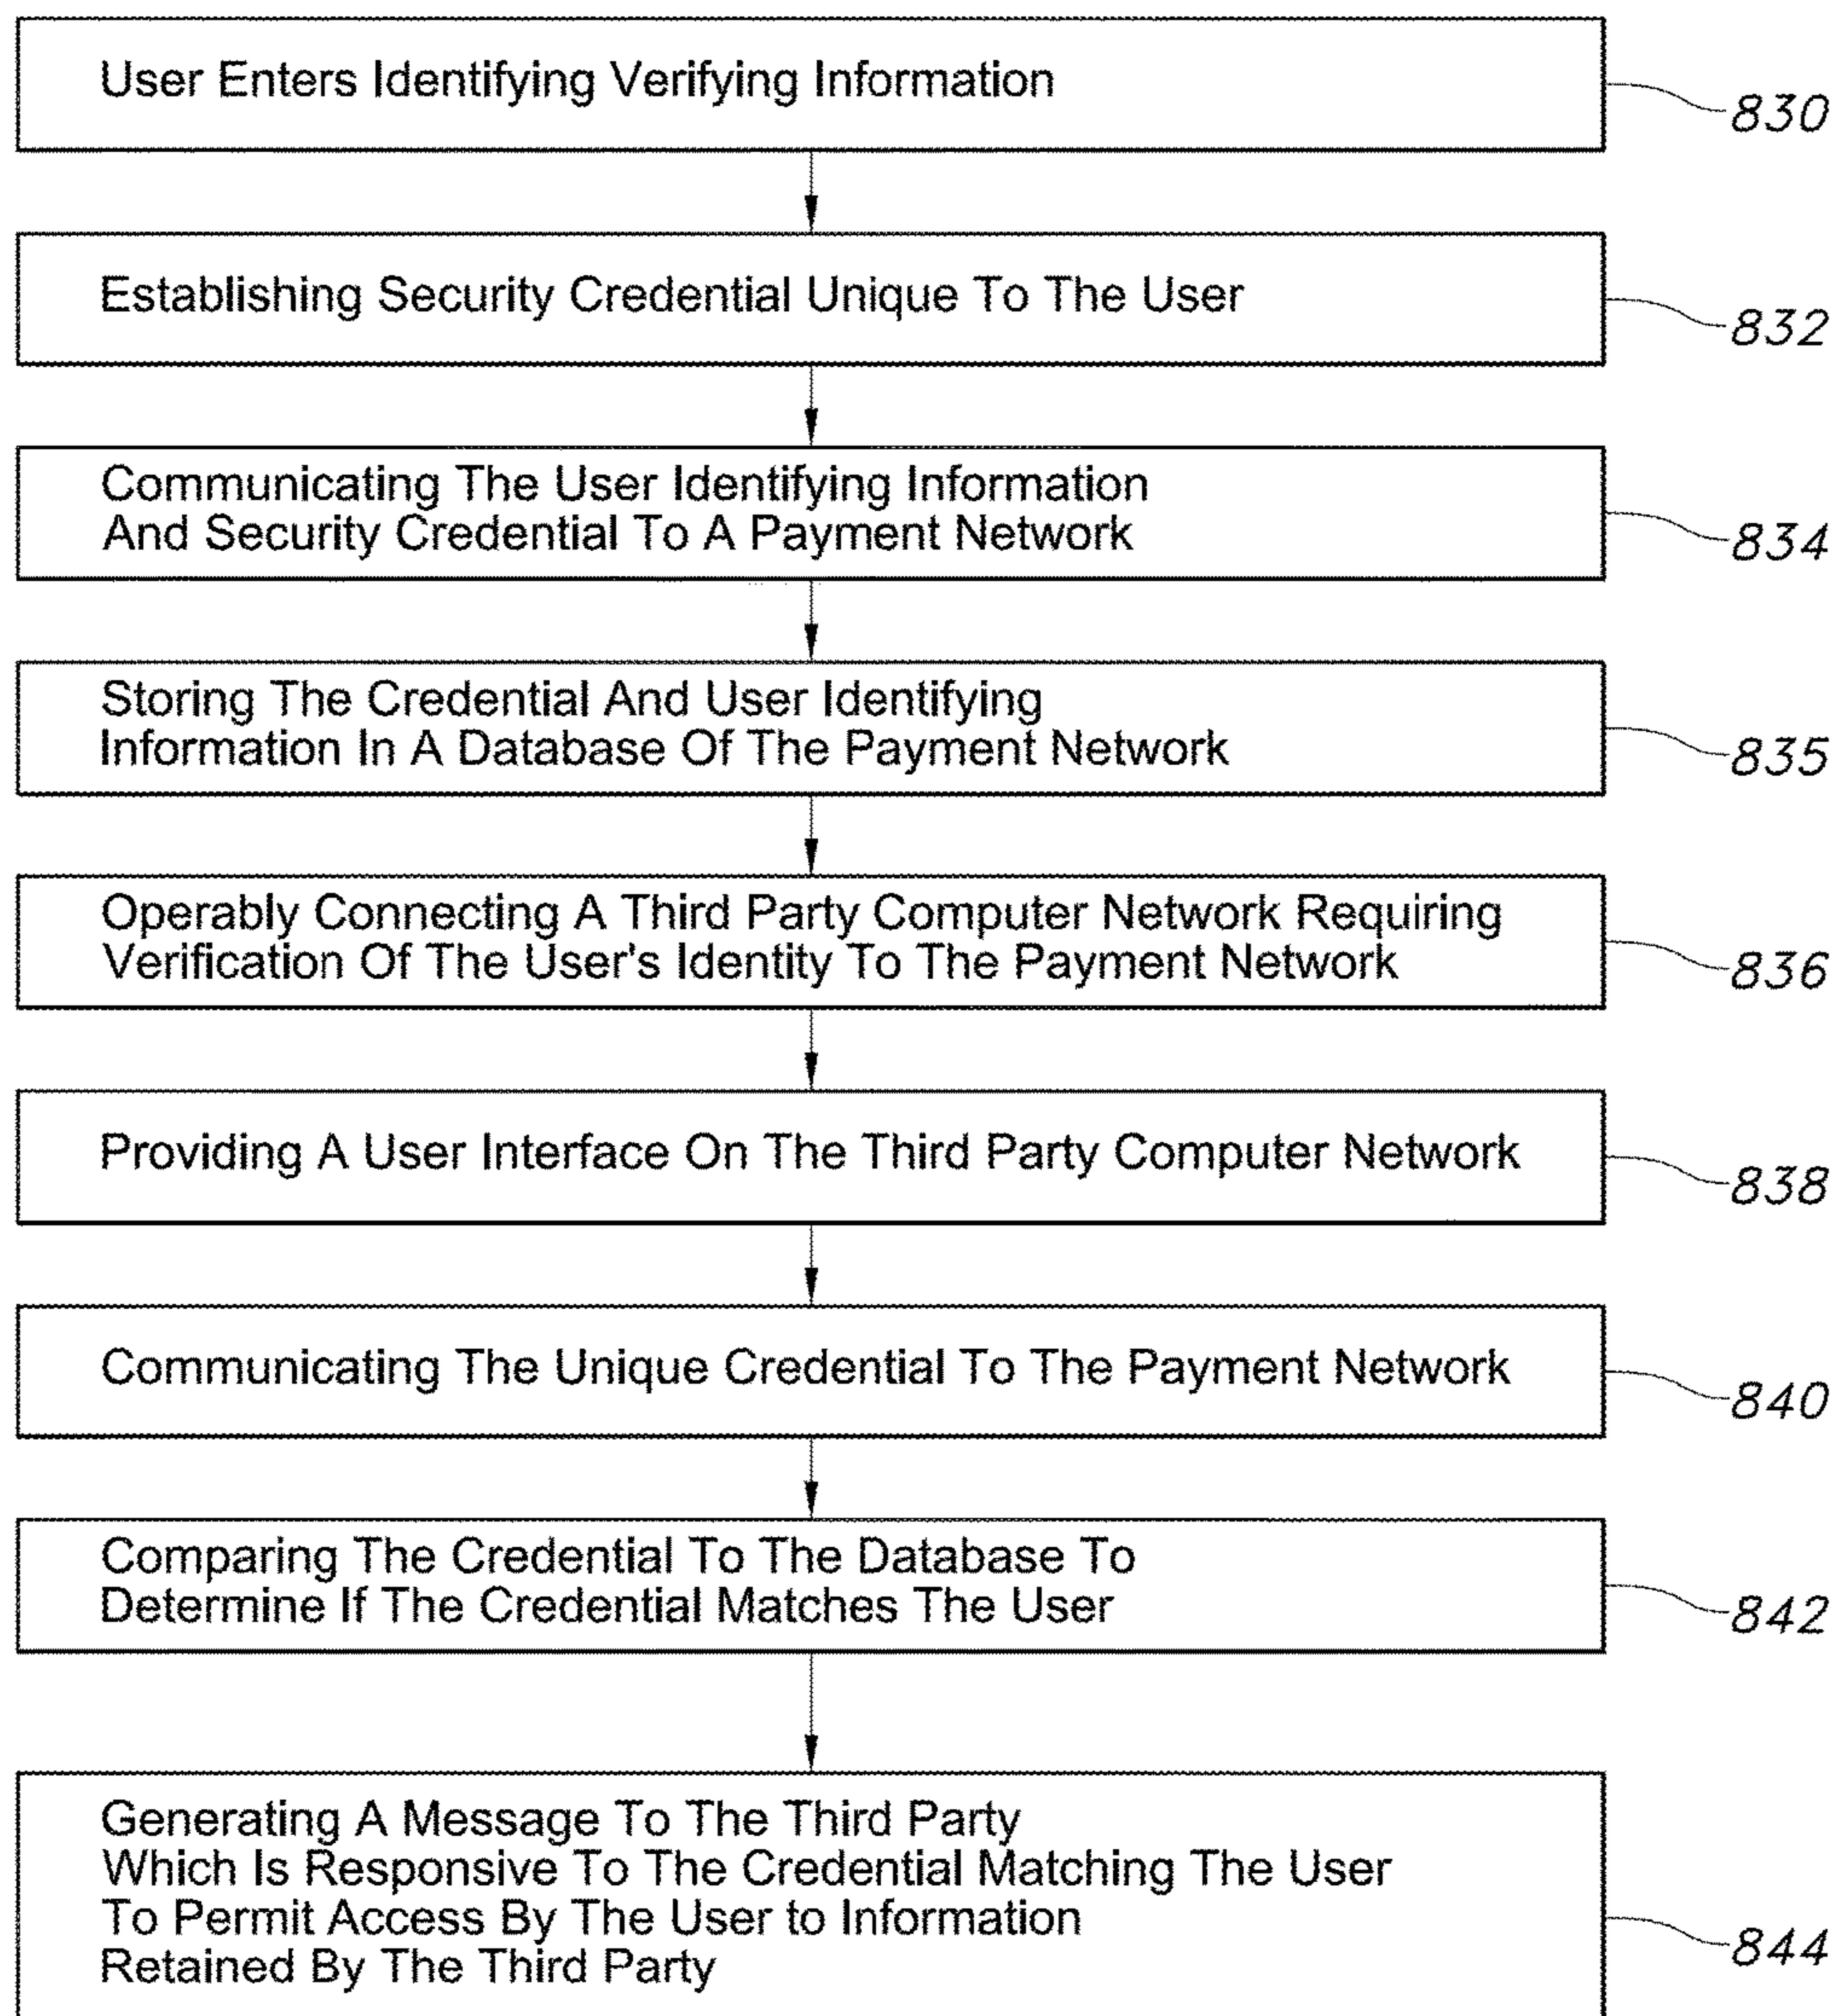 User Enters Identifying Verifying Information
830
Establishing Security Credential Unique To The User
832
Communicating The User Identifying Information
And Security Credential To A Payment Network
834
Storing The Credential And User Identifying
Information In A Database Of The Payment Network
835
Operably Connecting A Third Party Computer Network Requiring
Verification Of The User's Identity To The Payment Network
836
Providing A User Interface On The Third Party Computer Network
838
Communicating The Unique Credential To The Payment Network
840
Comparing The Credential To The Database To
Determine If The Credential Matches The User
842
Generating A Message To The Third Party
Which Is Responsive To The Credential Matching The User
To Permit Access By The User to Information
Retained By The Third Party
844